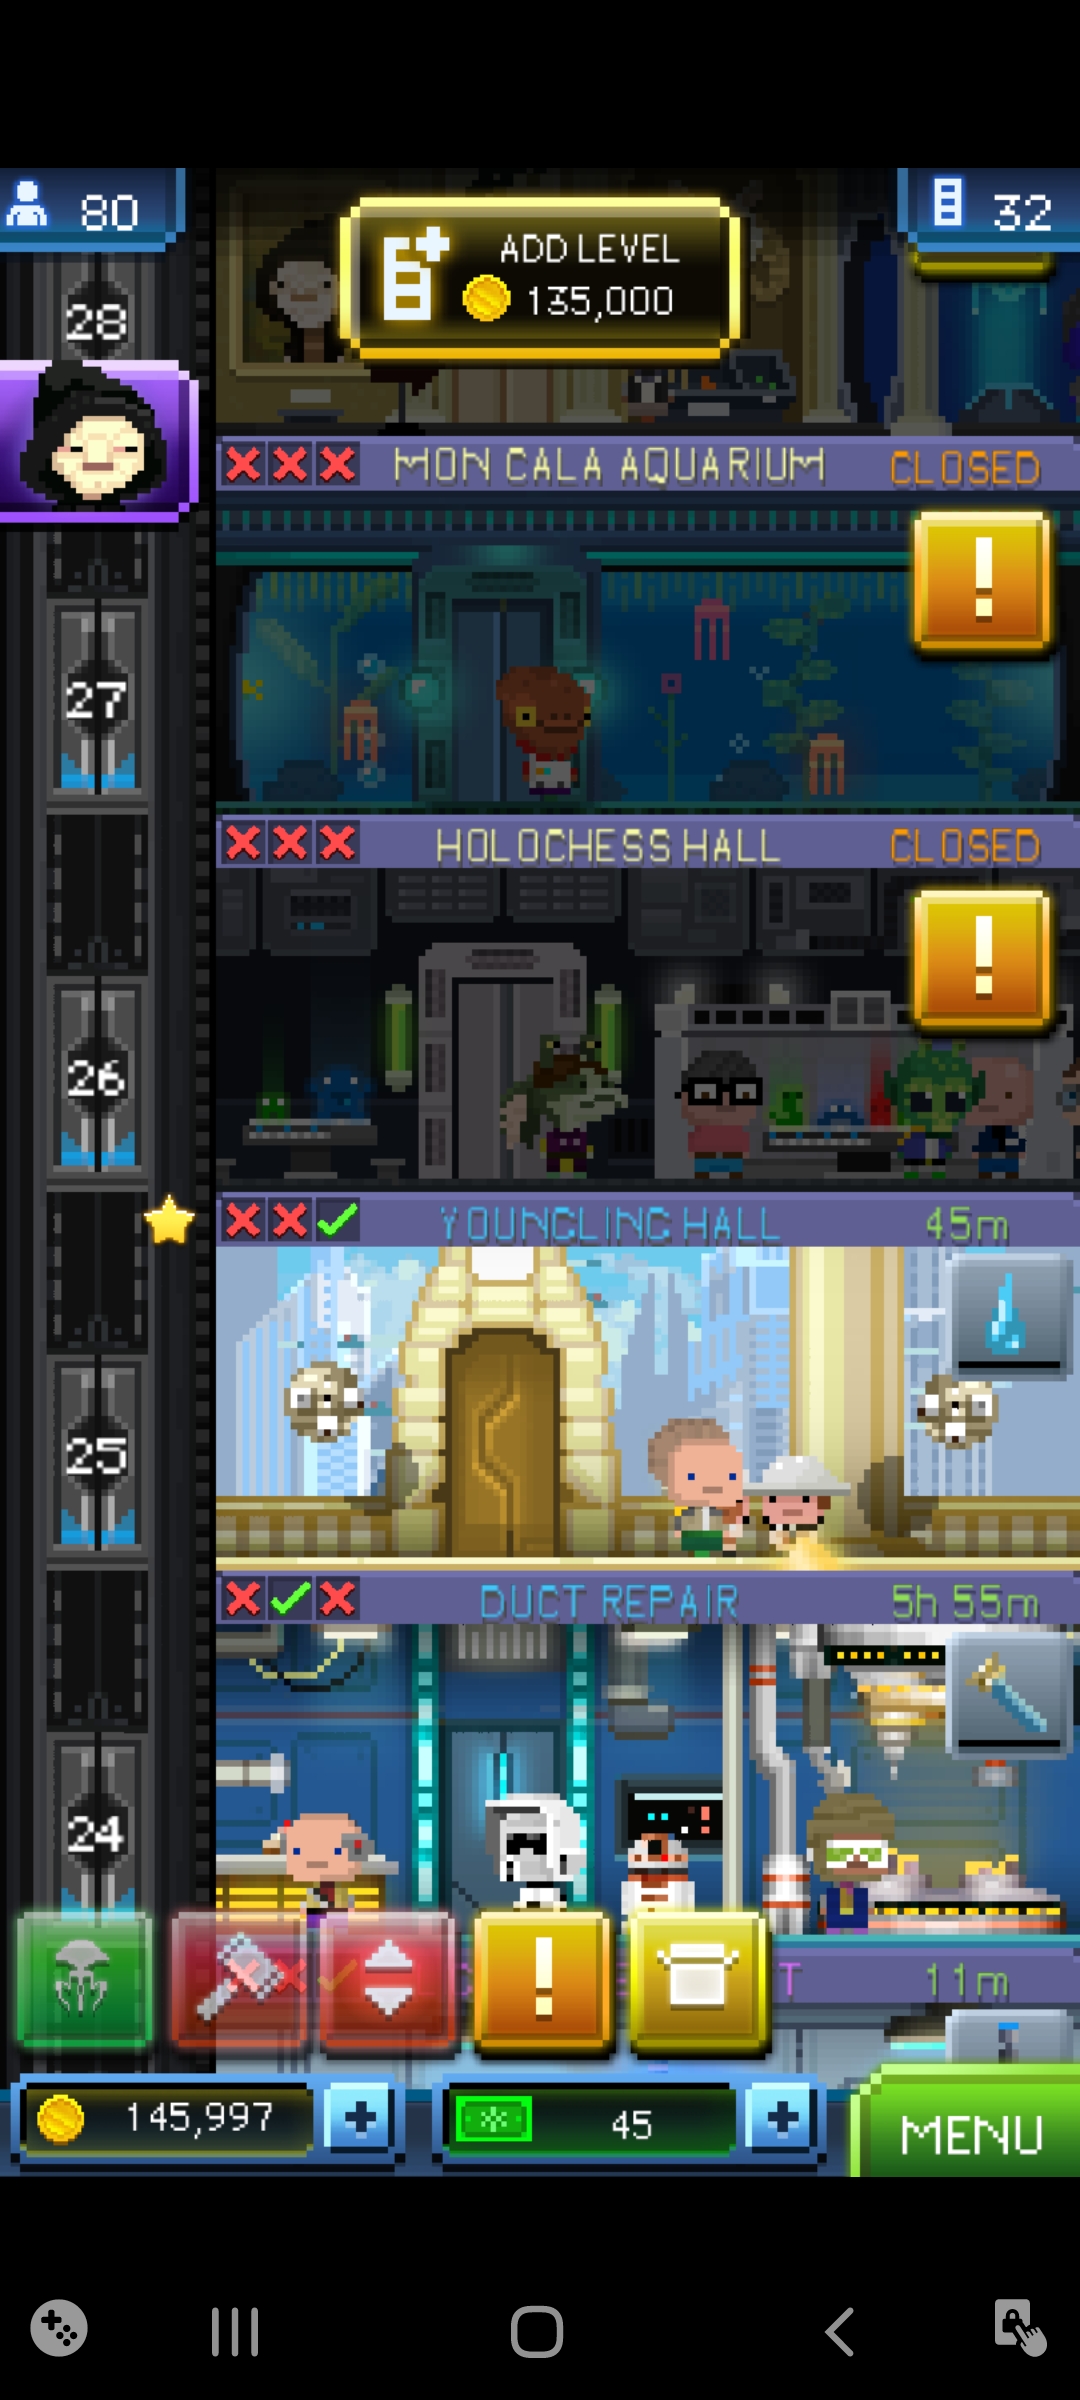 80
32
ADD LEVEL
135,000
28
MON CALA AQUARIUM
CLOSED
27
HOLOCHESS HALL
CLOSED
26
YOUNGLING HALL
45m
25
DUCT REPAIR
5h 55m
24
T
11m
145,997
45
MENU